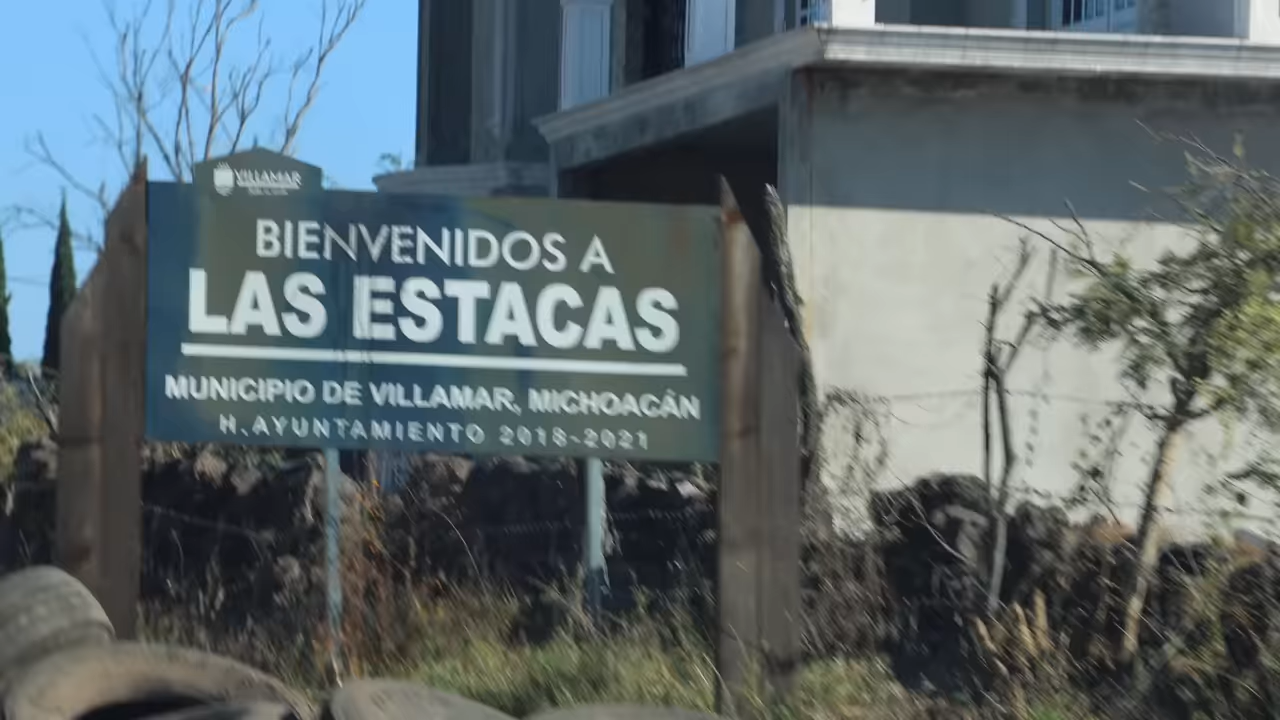 VILLAMAR
BIENVENIDOS A
LAS ESTACAS
MUNICIPIO DE VILLAMAR, MICHOACÁN
H. AYUNTAMIENTO 2018-2021